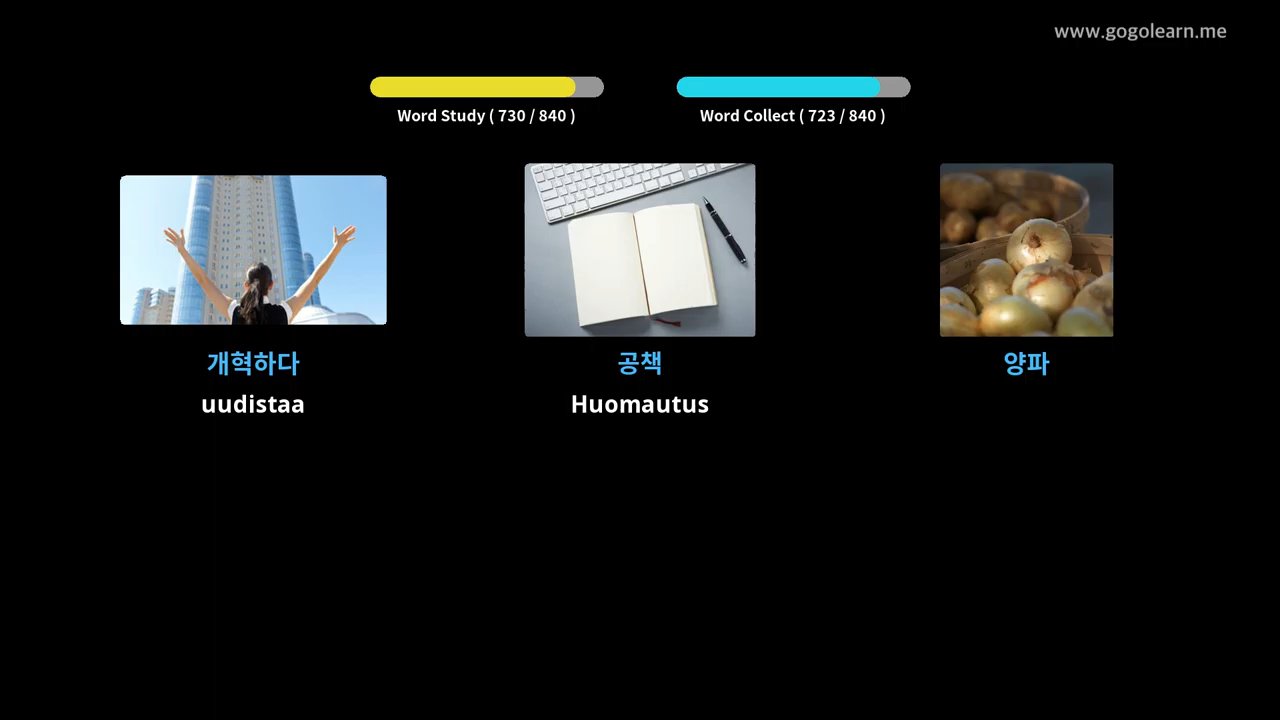 www.gogolearn.me
Word Study ( 730 / 840 )
Word Collect ( 723 / 840 )
개혁하다
공책
양파
uudistaa
Huomautus